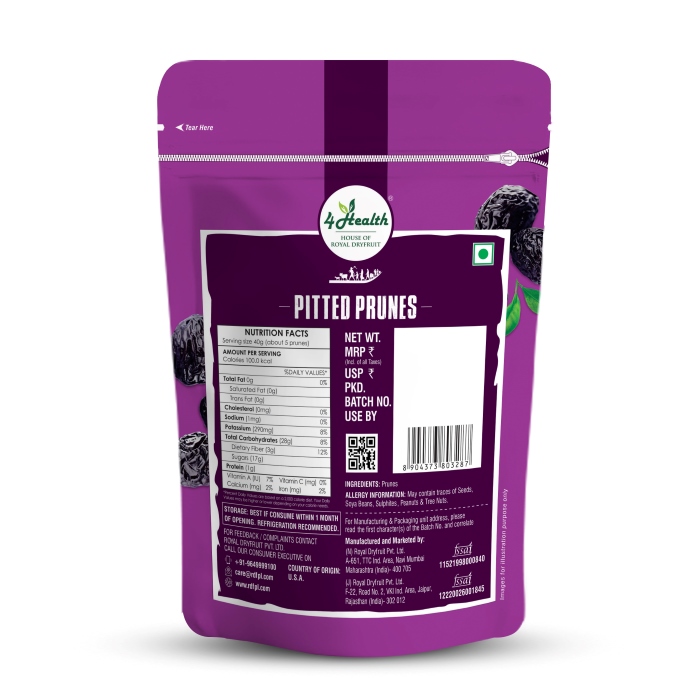 Tear Here
4Health
®
HOUSE OF
ROYAL DRYFRUIT
PITTED PRUNES
NUTRITION FACTS
Serving size 40g (about 5 prunes)
AMOUNT PER SERVING
Calories 100.0 kcal
%DAILY VALUES*
Total Fat 0g 0%
Saturated Fat (0g)
Trans Fat (0g)
Cholesterol (0mg) 0%
Sodium (1mg) 0%
Potassium (290mg) 8%
Total Carbohydrates (28g) 8%
Dietary Fiber (3g) 12%
Sugars (17g)
Protein (1g)
Vitamin A (IU) 7% Vitamin C (mg) 0%
Calcium (mg) 2% Iron (mg) 2%
STORAGE: BEST IF CONSUME WITHIN 1 MONTH
OF OPENING. REFRIGERATION RECOMMENDED.
FOR FEEDBACK / COMPLAINTS CONTACT
ROYAL DRYFRUIT PVT. LTD.
CALL OUR CONSUMER EXECUTIVE ON
+91-9649999100
care@rdfpl.com
www.rdfpl.com
COUNTRY OF ORIGIN:
U.S.A.
NET WT.
MRP ₹
(Incl. of all Taxes)
USP ₹
PKD.
BATCH NO.
USE BY
8 904373 803287
INGREDIENTS: Prunes
ALLERGY INFORMATION: May contain traces of Seeds,
Soya Beans, Sulphites, Peanuts & Tree Nuts.
For Manufacturing & Packaging unit address, please
read the first character(s) of the Batch No. and correlate
Manufactured and Marketed by:
(N) Royal Dryfruit Pvt. Ltd.
A-651, TTC Ind. Area, Navi Mumbai
Maharashtra (India)- 400 705
fssai
11521998000840
(J) Royal Dryfruit Pvt. Ltd.
F-22, Road No. 2, VKI Ind. Area, Jaipur,
Rajasthan (India)- 302 012
fssai
12220026001845
Images for illustration purpose only